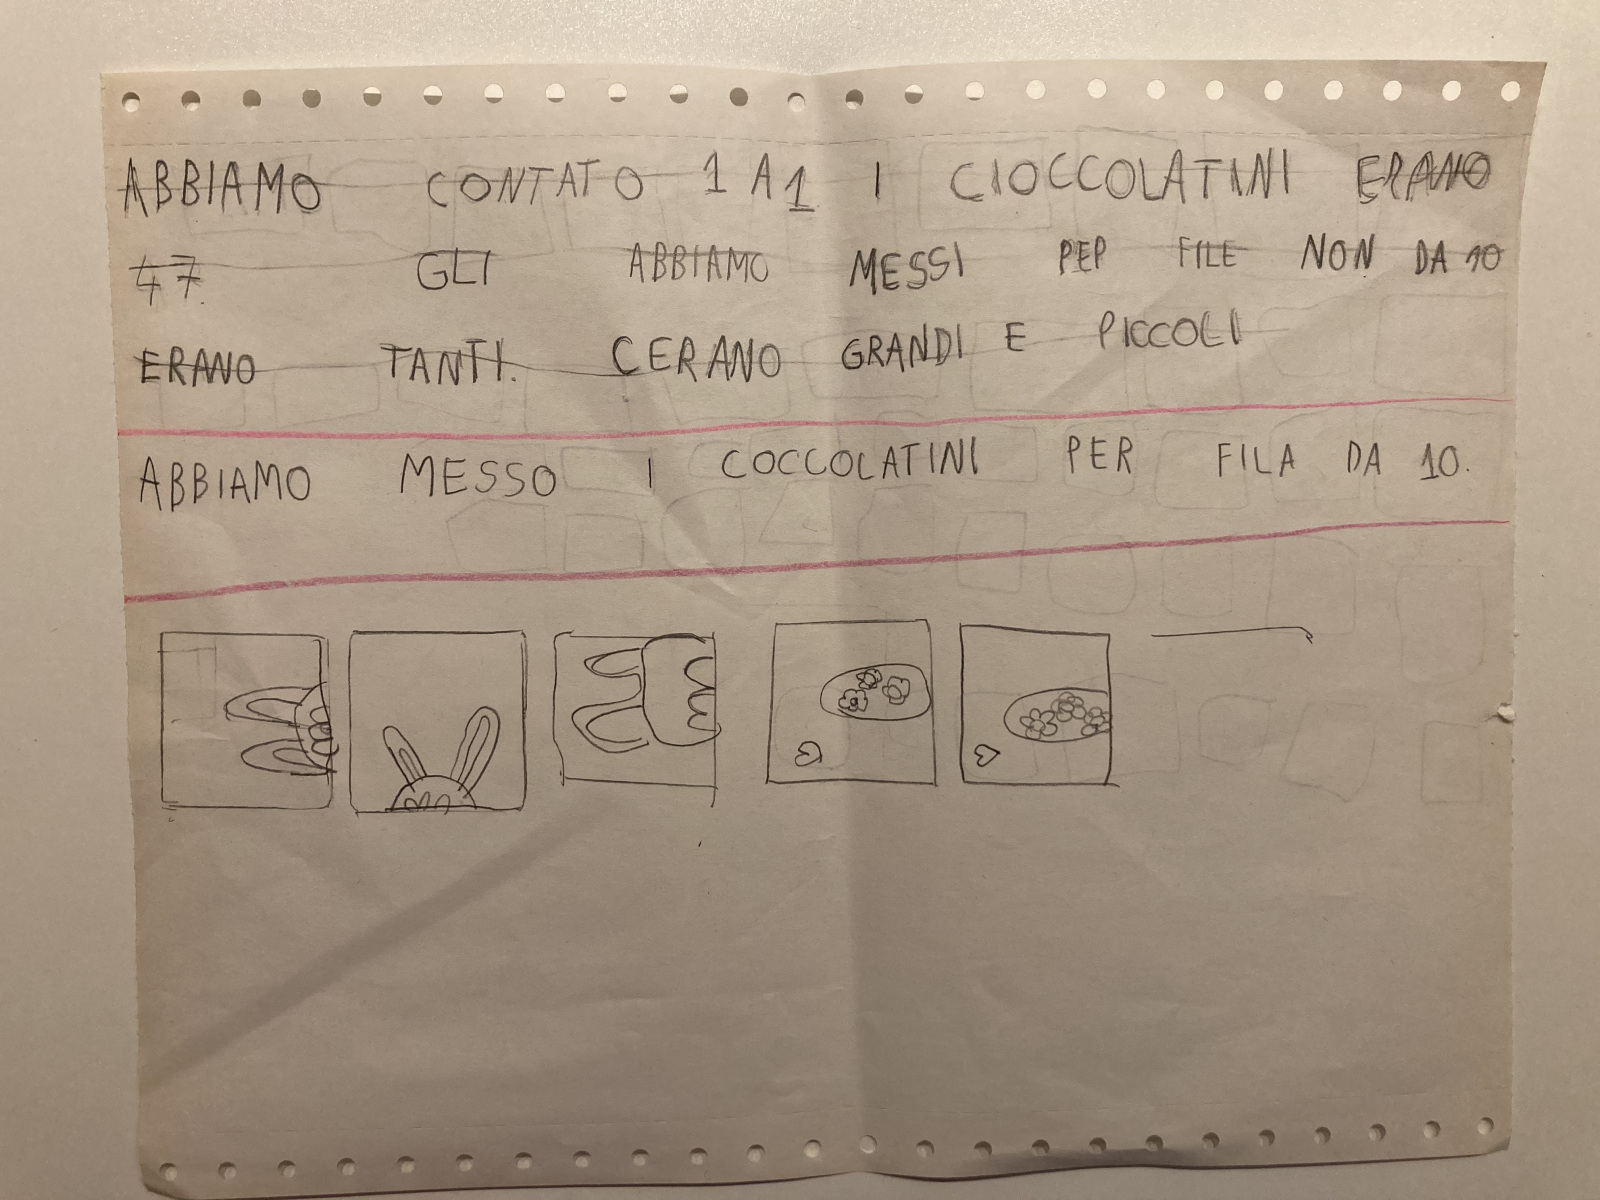 ABBIAMO CONTATO 1 A 1 I CIOCCOLATINI ERANO
47. GLI ABBIAMO MESSI PEP FILE NON DA 10
ERANO TANTI. CERANO GRANDI E PICCOLI
ABBIAMO MESSO I COCCOLATINI PER FILA DA 10.